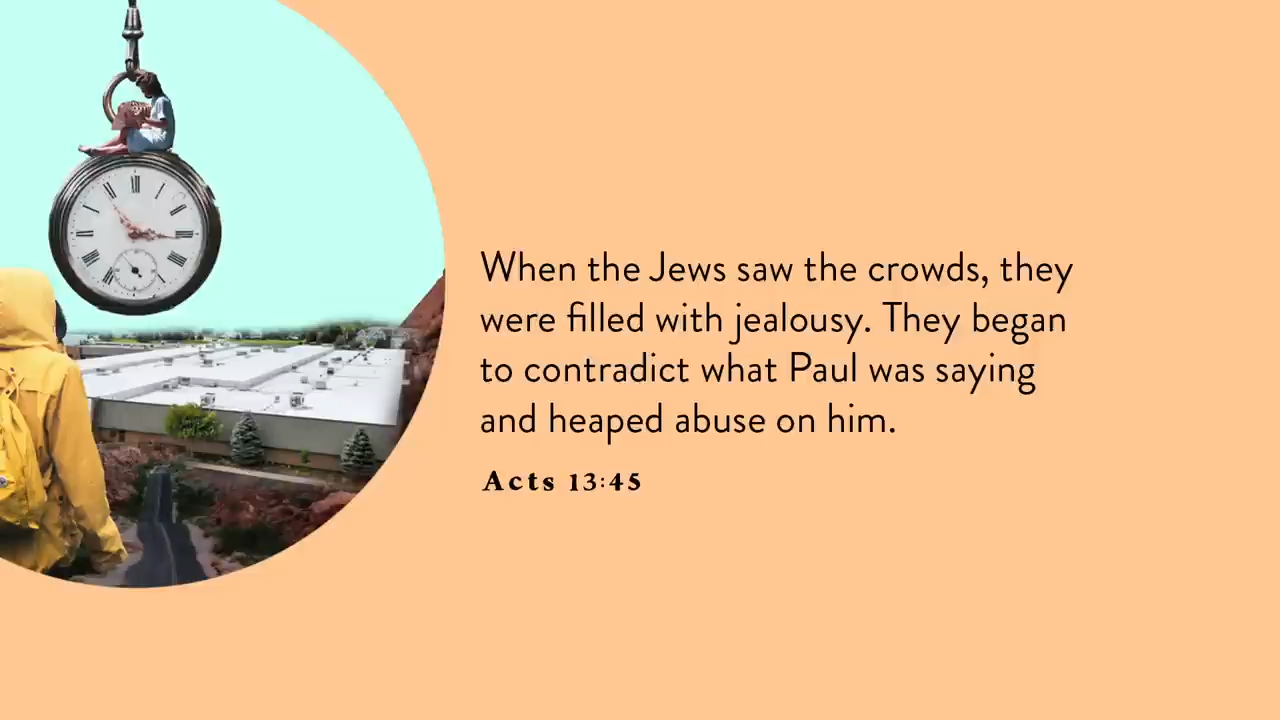 When the Jews saw the crowds, they
were filled with jealousy. They began
to contradict what Paul was saying
and heaped abuse on him.
Acts 13:45